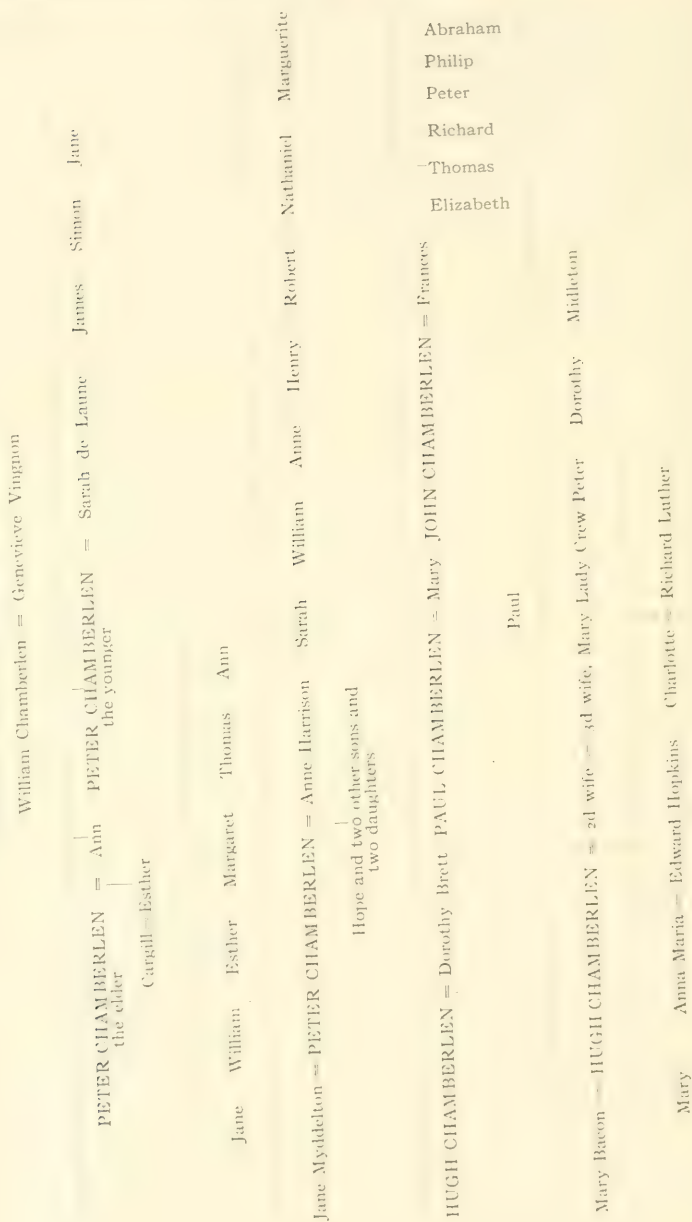 William Chamberlen = Genevieve Vingnon
PETER CHAMBERLEN = Ann PETER CHAMBERLEN = Sarah de Laune James Simon Jane
the elder the younger
Cargill—Esther
Jane William Esther Margaret Thomas Ann
Jane Myddelton = PETER CHAMBERLEN = Anne Harrison Sarah William Anne Henry Robert Nathaniel Marguerite
Hope and two other sons and
two daughters
HUGH CHAMBERLEN = Dorothy Brett PAUL CHAMBERLEN = Mary JOHN CHAMBERLEN = Frances
Abraham
Philip
Peter
Richard
Thomas
Elizabeth
Paul
Mary Bacon = HUGH CHAMBERLEN = 2d wife = 3d wife, Mary Lady Crew Peter Dorothy Midleton
Mary Anna Maria = Edward Hopkins Charlotte = Richard Luther